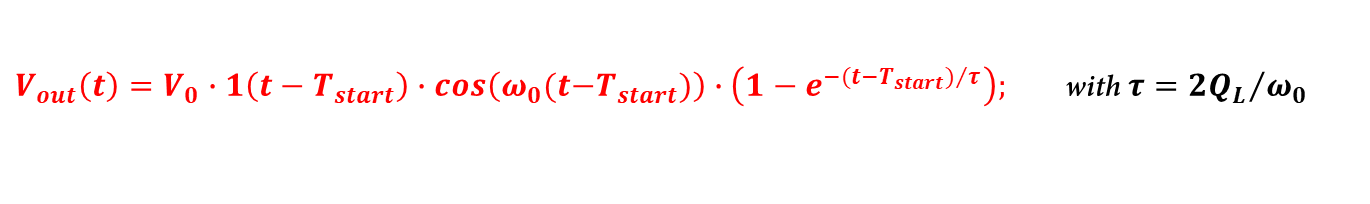 V_out(t) = V_0 · 1(t − T_start) · cos(ω_0(t−T_start)) · (1 − e^{−(t−T_start)/τ}); with τ = 2Q_L/ω_0